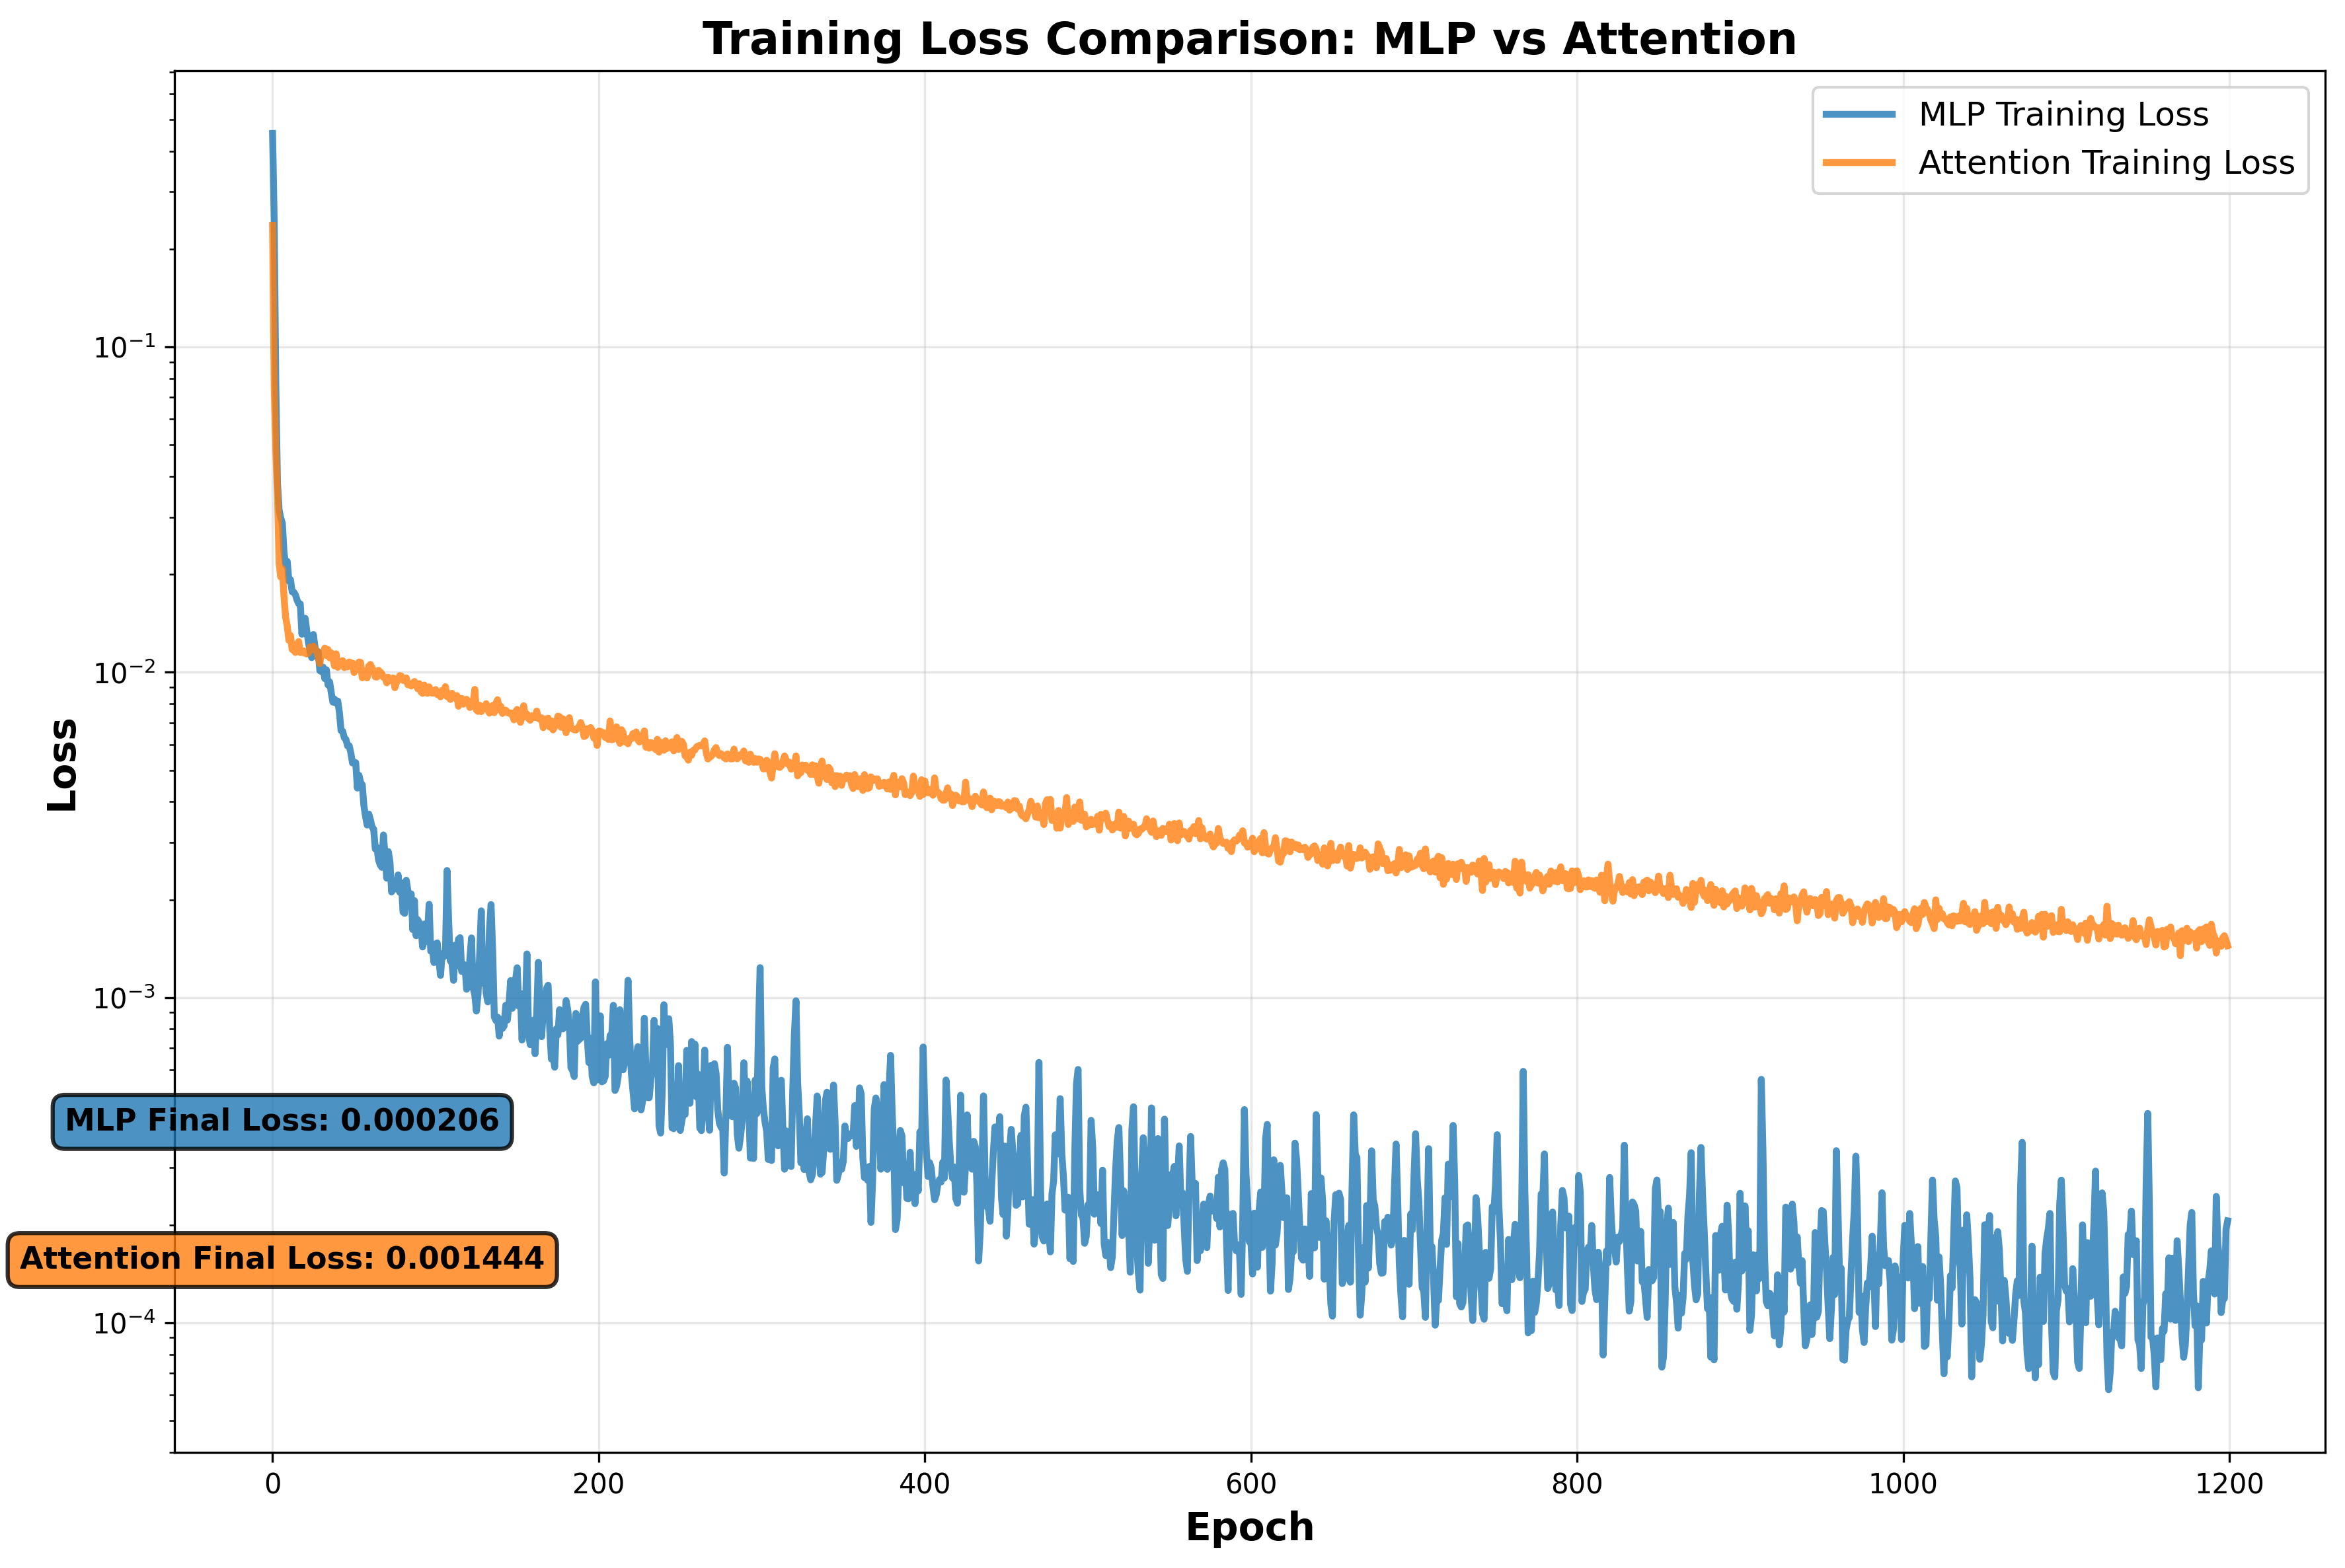 Training Loss Comparison: MLP vs Attention
MLP Training Loss
Attention Training Loss
10⁻¹
10⁻²
10⁻³
10⁻⁴
Loss
MLP Final Loss: 0.000206
Attention Final Loss: 0.001444
0 200 400 600 800 1000 1200
Epoch